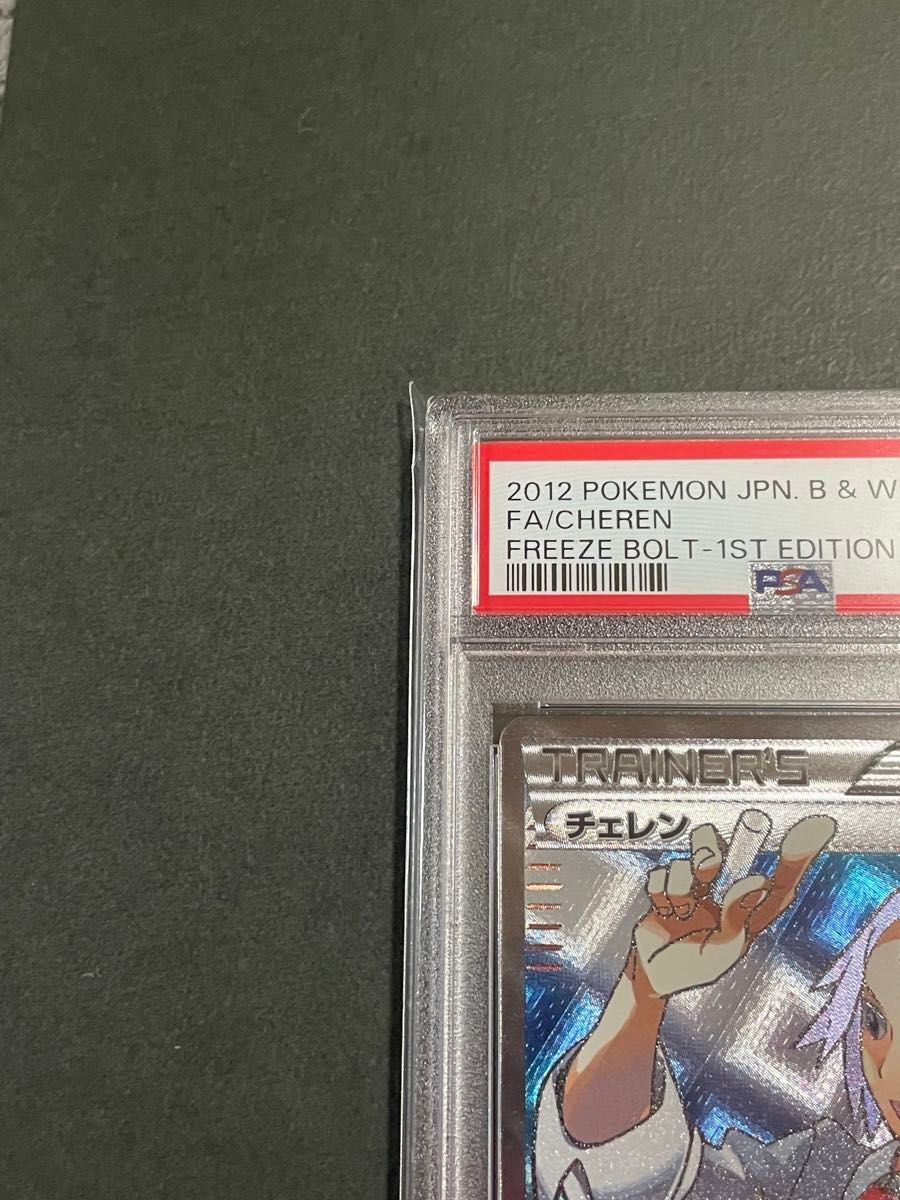 2012 POKEMON JPN. B & W
FA/CHEREN
FREEZE BOLT-1ST EDITION
PSA
TRAINER'S
チェレン